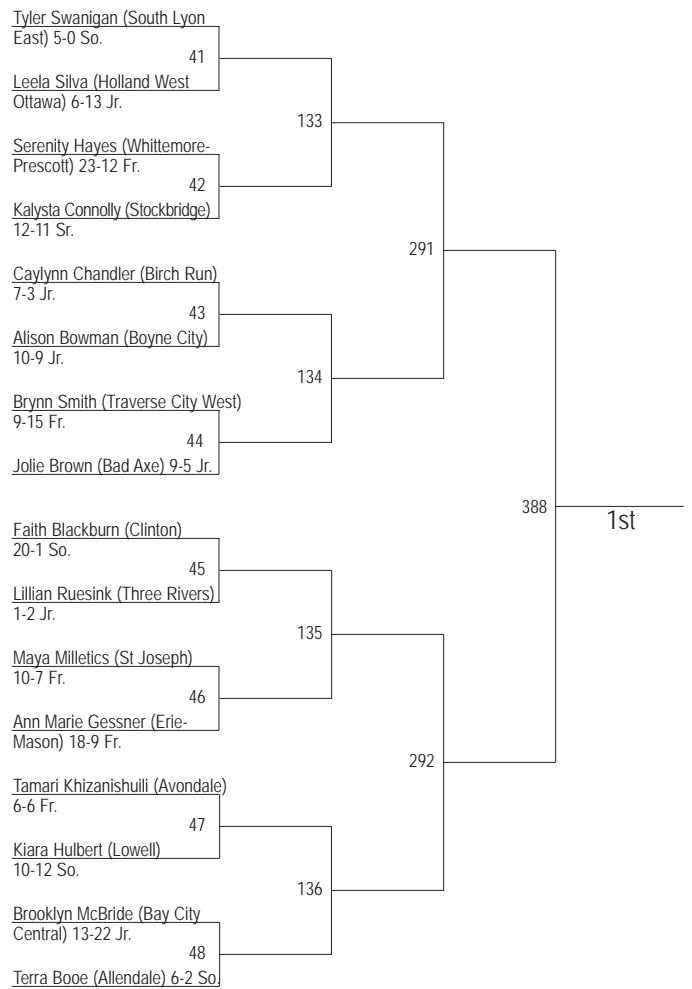 Tyler Swanigan (South Lyon
East) 5-0 So.
41
Leela Silva (Holland West
Ottawa) 6-13 Jr.
133
Serenity Hayes (Whittemore-
Prescott) 23-12 Fr.
42
Kalysta Connolly (Stockbridge)
12-11 Sr.
291
Caylynn Chandler (Birch Run)
7-3 Jr.
43
Alison Bowman (Boyne City)
10-9 Jr.
134
Brynn Smith (Traverse City West)
9-15 Fr.
44
Jolie Brown (Bad Axe) 9-5 Jr.
388
1st
Faith Blackburn (Clinton)
20-1 So.
45
Lillian Ruesink (Three Rivers)
1-2 Jr.
135
Maya Milletics (St Joseph)
10-7 Fr.
46
Ann Marie Gessner (Erie-
Mason) 18-9 Fr.
292
Tamari Khizanishuili (Avondale)
6-6 Fr.
47
Kiara Hulbert (Lowell)
10-12 So.
136
Brooklyn McBride (Bay City
Central) 13-22 Jr.
48
Terra Booe (Allendale) 6-2 So.